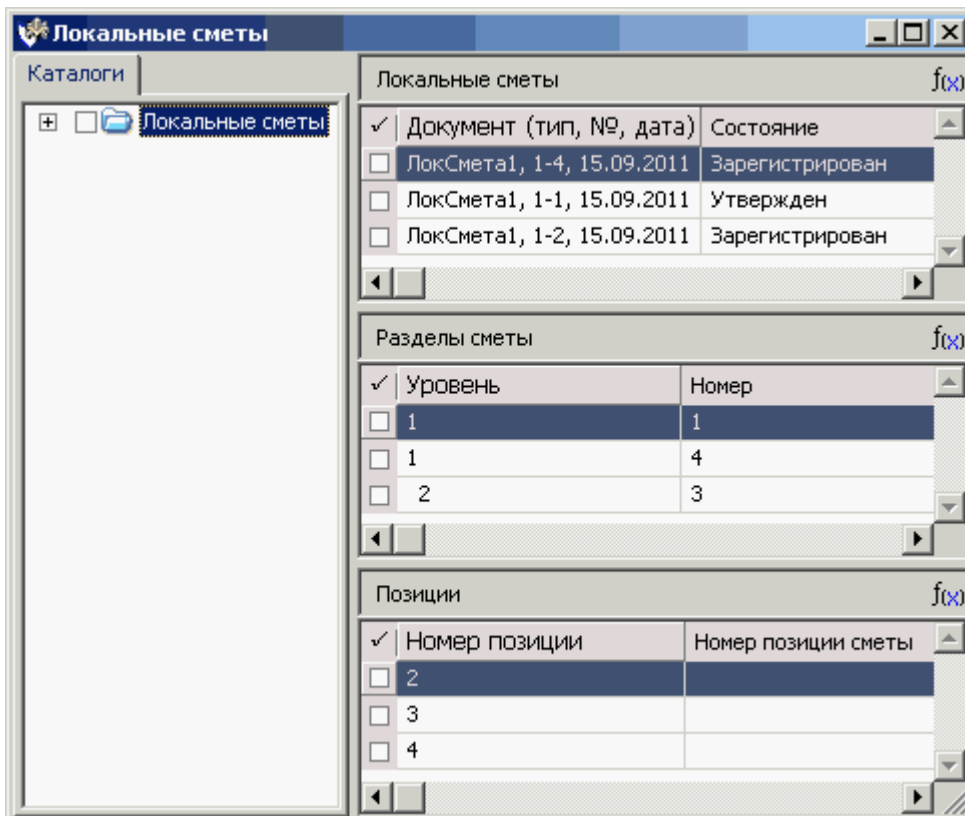 Локальные сметы
Каталоги
Локальные сметы
Локальные сметы f(x)
✓ Документ (тип, №, дата) Состояние
ЛокСмета1, 1-4, 15.09.2011 Зарегистрирован
ЛокСмета1, 1-1, 15.09.2011 Утвержден
ЛокСмета1, 1-2, 15.09.2011 Зарегистрирован
Разделы сметы f(x)
✓ Уровень Номер
1 1
1 4
2 3
Позиции f(x)
✓ Номер позиции Номер позиции сметы
2
3
4